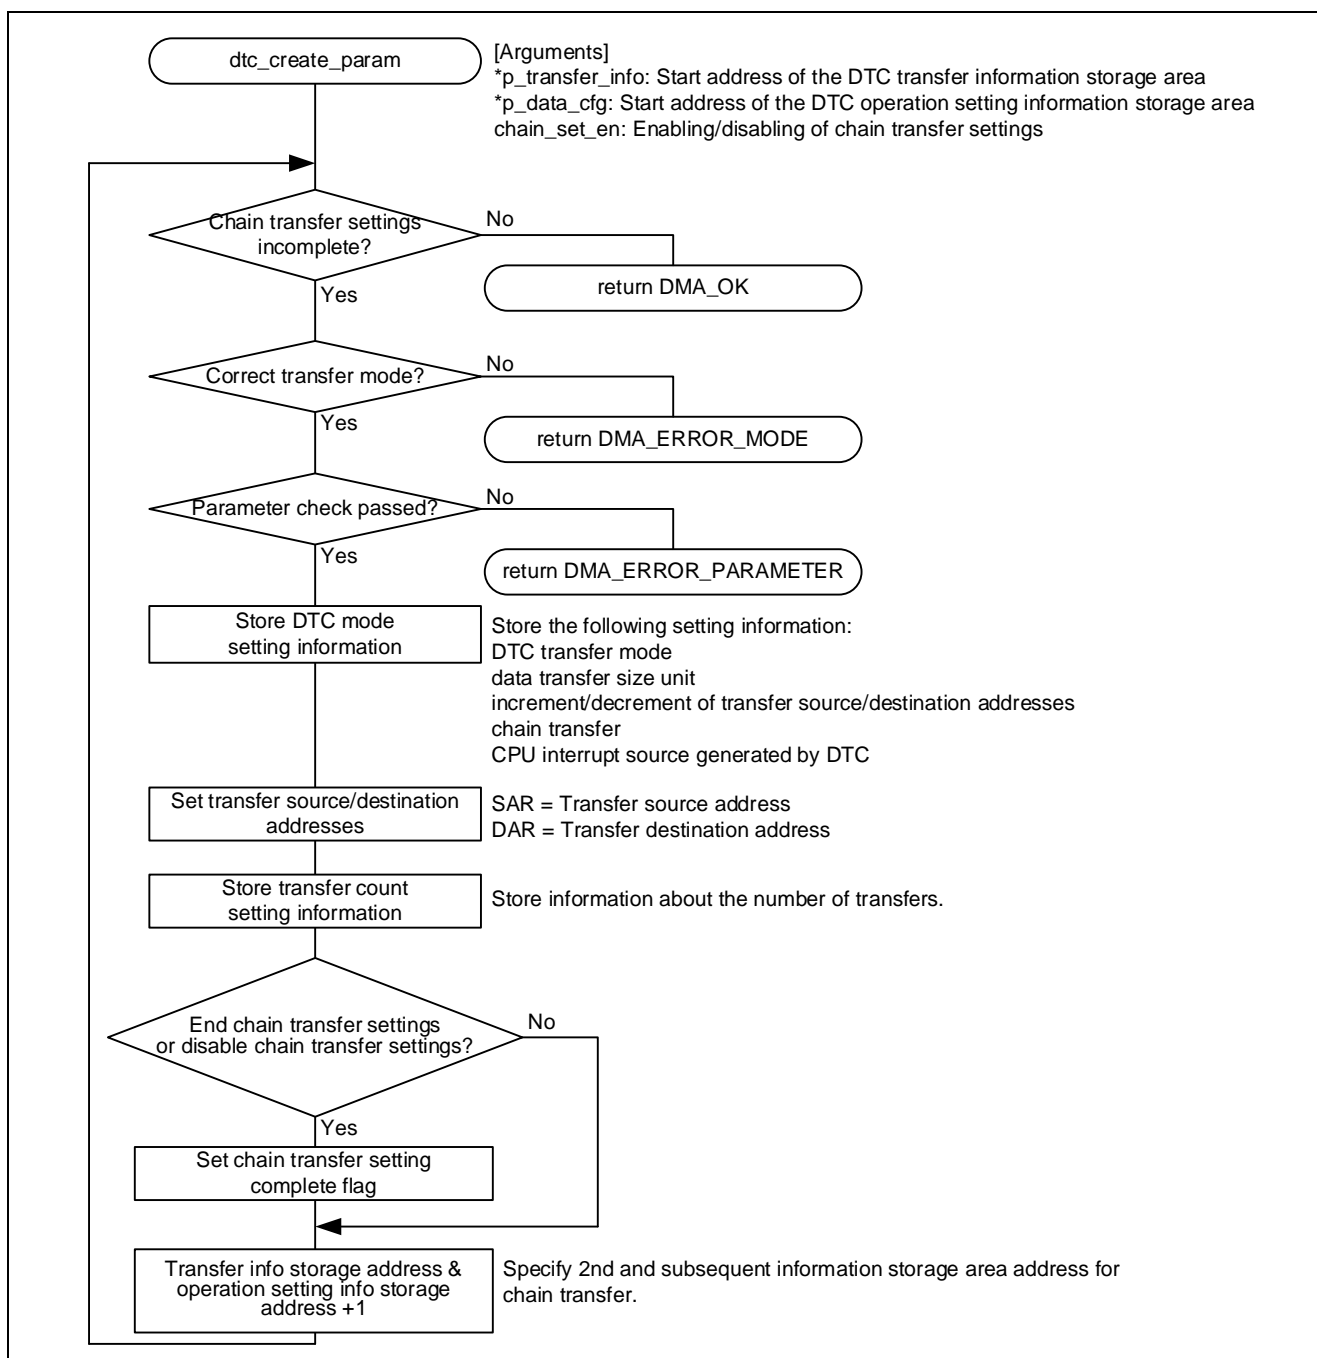 dtc_create_param
[Arguments]
*p_transfer_info: Start address of the DTC transfer information storage area
*p_data_cfg: Start address of the DTC operation setting information storage area
chain_set_en: Enabling/disabling of chain transfer settings
Chain transfer settings
incomplete?
No
return DMA_OK
Yes
Correct transfer mode?
No
return DMA_ERROR_MODE
Yes
Parameter check passed?
No
return DMA_ERROR_PARAMETER
Yes
Store DTC mode
setting information
Store the following setting information:
DTC transfer mode
data transfer size unit
increment/decrement of transfer source/destination addresses
chain transfer
CPU interrupt source generated by DTC
Set transfer source/destination
addresses
SAR = Transfer source address
DAR = Transfer destination address
Store transfer count
setting information
Store information about the number of transfers.
End chain transfer settings
or disable chain transfer settings?
No
Yes
Set chain transfer setting
complete flag
Transfer info storage address &
operation setting info storage
address +1
Specify 2nd and subsequent information storage area address for
chain transfer.